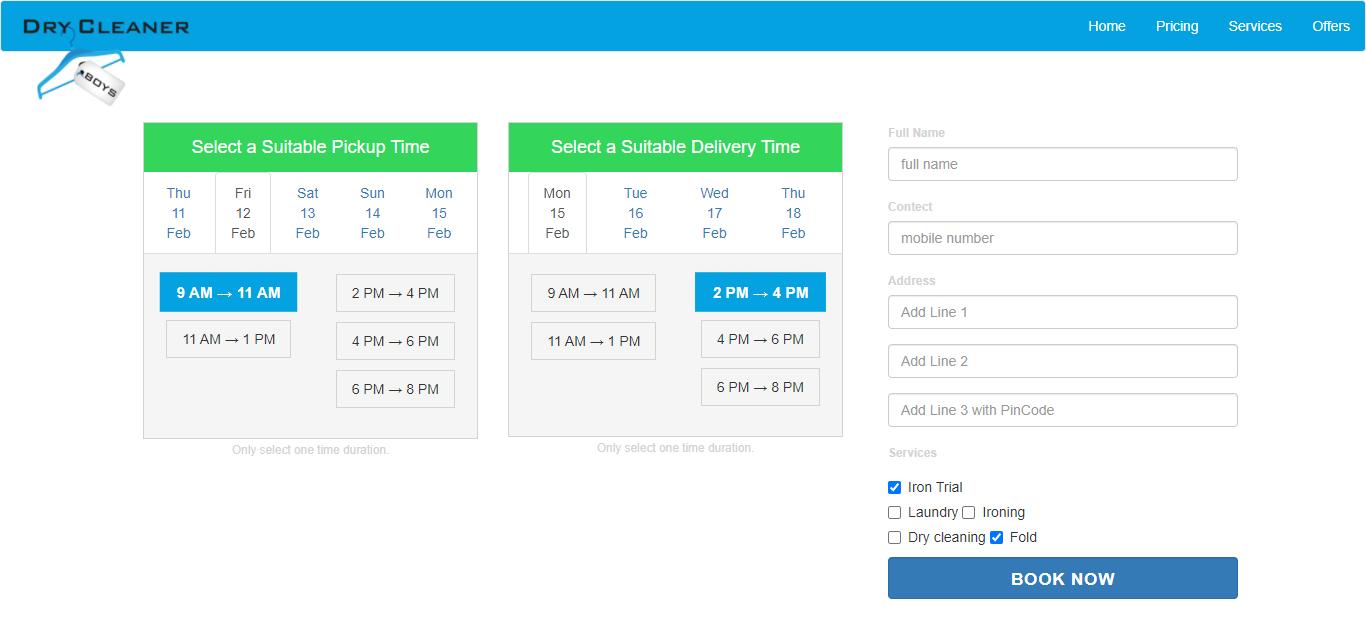 DRY CLEANER
BOYS
Home Pricing Services Offers
Select a Suitable Pickup Time
Thu Fri Sat Sun Mon
11 12 13 14 15
Feb Feb Feb Feb Feb
9 AM → 11 AM 2 PM → 4 PM
11 AM → 1 PM 4 PM → 6 PM
6 PM → 8 PM
Only select one time duration.
Select a Suitable Delivery Time
Mon Tue Wed Thu
15 16 17 18
Feb Feb Feb Feb
9 AM → 11 AM 2 PM → 4 PM
11 AM → 1 PM 4 PM → 6 PM
6 PM → 8 PM
Only select one time duration.
Full Name
full name
Contect
mobile number
Address
Add Line 1
Add Line 2
Add Line 3 with PinCode
Services
Iron Trial
Laundry Ironing
Dry cleaning Fold
BOOK NOW